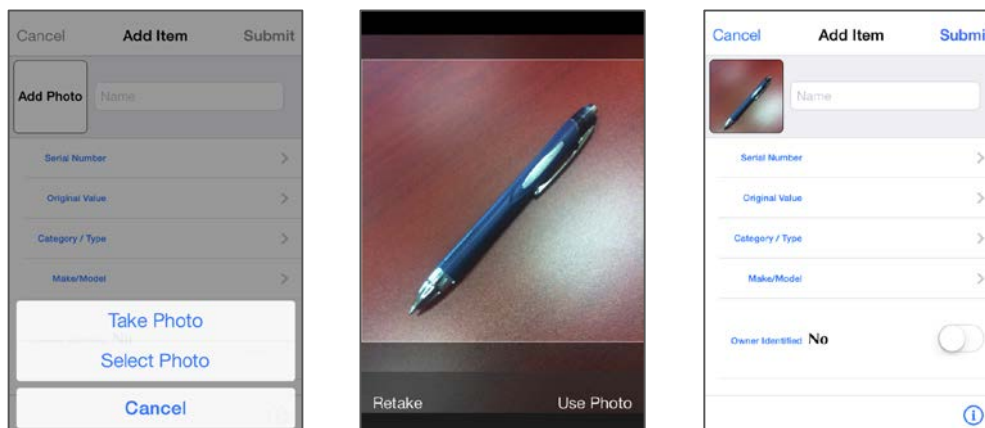 Cancel Add Item Submit
Add Photo Name
Serial Number
Original Value
Category / Type
Make/Model
Take Photo
No
Select Photo
Cancel
Retake Use Photo
Cancel Add Item Submi
Name
Serial Number
Original Value
Category / Type
Make/Model
Owner Identified No